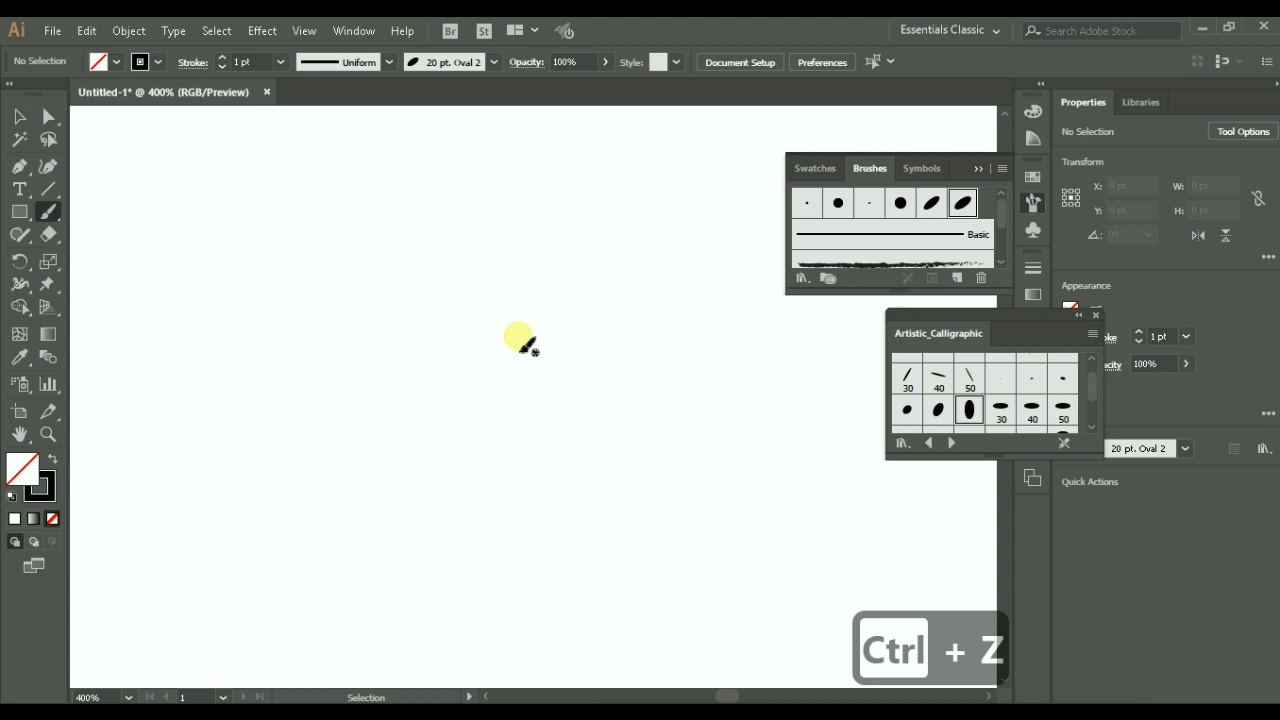 Ai File Edit Object Type Select Effect View Window Help Br St Essentials Classic Search Adobe Stock
No Selection Stroke: 1 pt Uniform 20 pt. Oval 2 Opacity: 100% Style: Document Setup Preferences
Untitled-1* @ 400% (RGB/Preview)
Properties Libraries
No Selection Tool Options
Transform
X: 0 pt W: 0 pt
Y: 0 pt H: 0 pt
0°
Swatches Brushes Symbols
Basic
Appearance
Artistic_Calligraphic
oke 1 pt
acity 100%
30 40 50
30 40 50
20 pt. Oval 2
Quick Actions
Ctrl + Z
400% 1 Selection